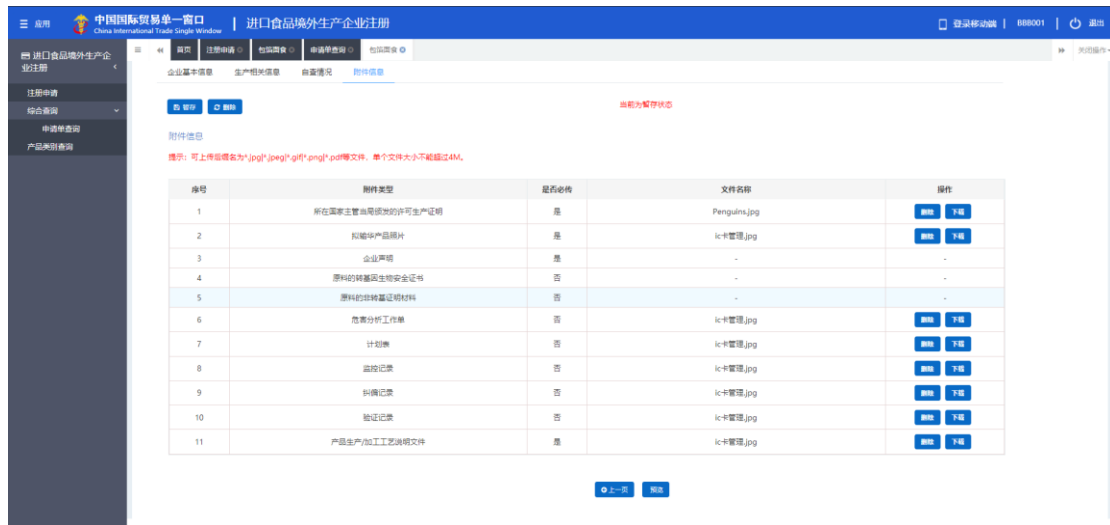 应用 中国国际贸易单一窗口 进口食品境外生产企业注册 登录移动端 BBB001 退出
China International Trade Single Window
进口食品境外生产企业注册
首页 注册申请 包馅面食 申请单查询 包馅面食 关闭操作
企业基本信息 生产相关信息 自查情况 附件信息
注册申请
综合查询
暂存 删除 当前为暂存状态
申请单查询
附件信息
产品类别查询
提示：可上传后缀名为*.jpg|*.jpeg|*.gif|*.png|*.pdf等文件，单个文件大小不能超过4M。
序号 附件类型 是否必传 文件名称 操作
1 所在国家主管当局颁发的许可生产证明 是 Penguins.jpg 删除 下载
2 拟输华产品照片 是 ic卡管理.jpg 删除 下载
3 企业声明 是 - -
4 原料的转基因生物安全证书 否 - -
5 原料的非转基证明材料 否 - -
6 危害分析工作单 否 ic卡管理.jpg 删除 下载
7 计划表 否 ic卡管理.jpg 删除 下载
8 监控记录 否 ic卡管理.jpg 删除 下载
9 纠偏记录 否 ic卡管理.jpg 删除 下载
10 验证记录 否 ic卡管理.jpg 删除 下载
11 产品生产/加工工艺说明文件 是 ic卡管理.jpg 删除 下载
上一页 预览